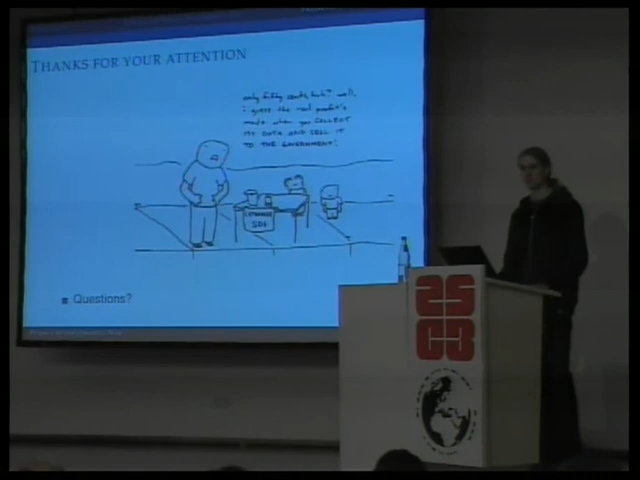 THANKS FOR YOUR ATTENTION
only fifty cents, huh? well,
i guess the real profit's
made when you COLLECT
MY DATA AND SELL IT
TO THE GOVERNMENT!
LEMONADE
50¢
■ Questions?
25
C3